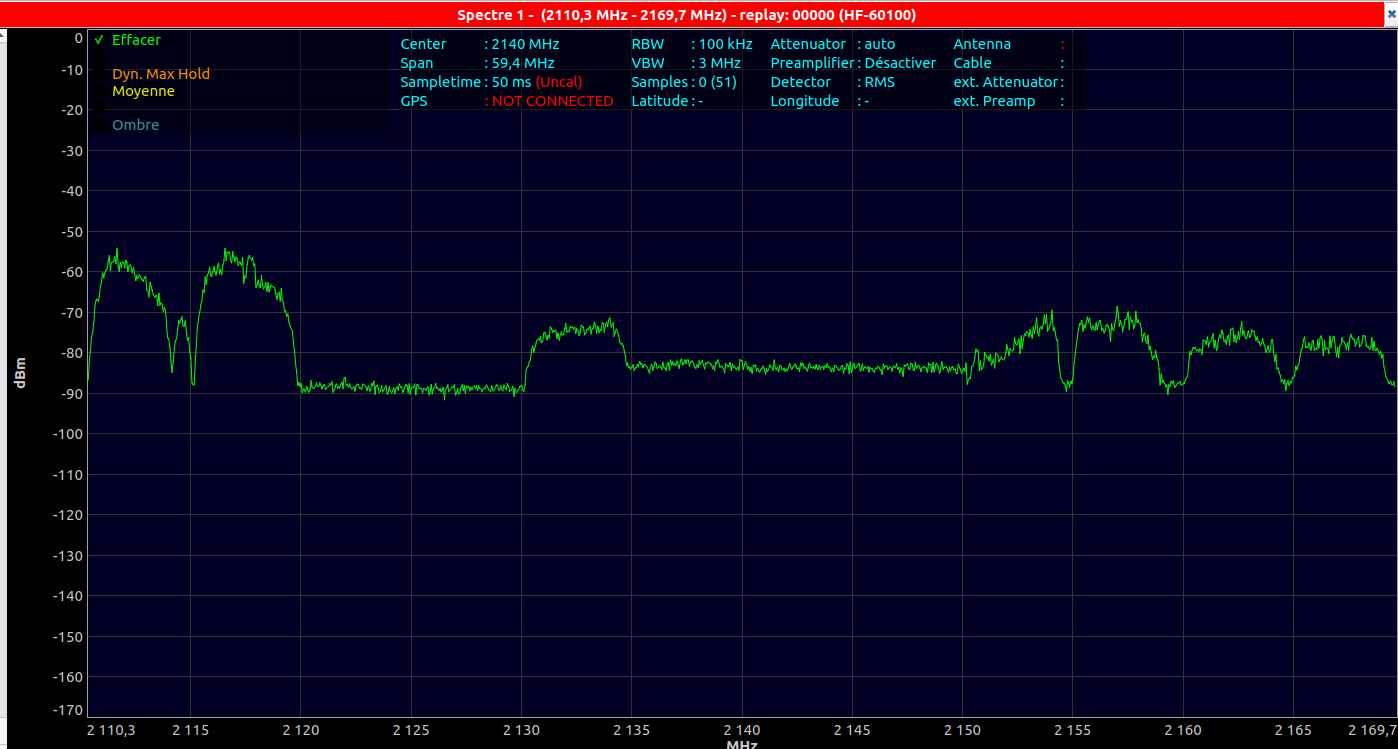 Spectre 1 - (2110,3 MHz - 2169,7 MHz) - replay: 00000 (HF-60100)
Effacer
Dyn. Max Hold
Moyenne
Ombre
Center : 2140 MHz RBW : 100 kHz Attenuator : auto Antenna :
Span : 59,4 MHz VBW : 3 MHz Preamplifier : Désactiver Cable :
Sampletime : 50 ms (Uncal) Samples : 0 (51) Detector : RMS ext. Attenuator :
GPS : NOT CONNECTED Latitude : - Longitude : - ext. Preamp :
0
-10
-20
-30
-40
-50
-60
-70
-80
-90
-100
-110
-120
-130
-140
-150
-160
-170
dBm
2 110,3 2 115 2 120 2 125 2 130 2 135 2 140 2 145 2 150 2 155 2 160 2 165 2 169,7
MHz